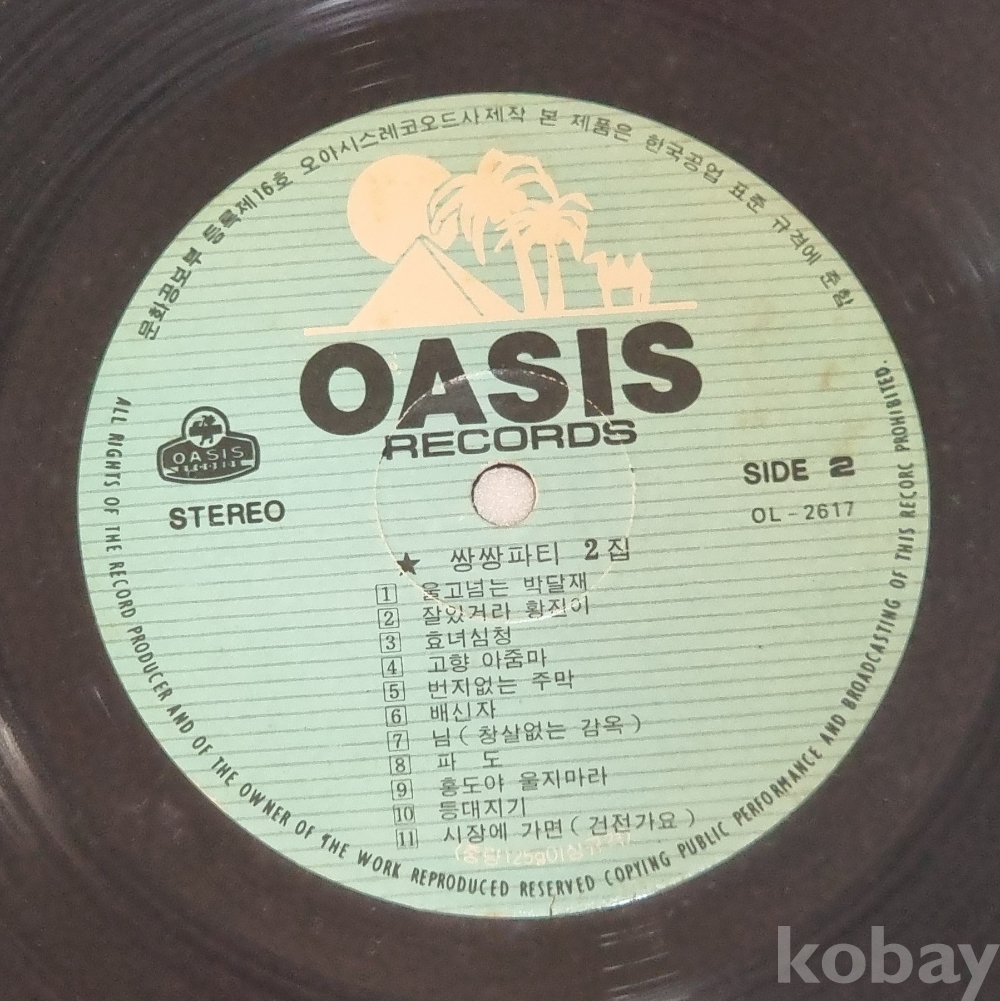 문화공보부 등록제16호 오아시스레코오드사제작 본 제품은 한국공업 표준 규격에 준함
OASIS
RECORDS
OASIS
STEREO
SIDE 2
OL-2617
★ 쌍쌍파티 2집
1 울고넘는 박달재
2 잘있거라 황진이
3 효녀심청
4 고향 아줌마
5 번지없는 주막
6 배신자
7 님(창살없는 감옥)
8 파 도
9 홍도야 울지마라
10 등대지기
11 시장에 가면(건전가요)
ALL RIGHTS OF THE RECORD PRODUCER AND OF THE OWNER OF THE WORK REPRODUCED RESERVED COPYING PUBLIC PERFORMANCE AND BROADCASTING OF THIS RECORC PROHIBITED.
kobay